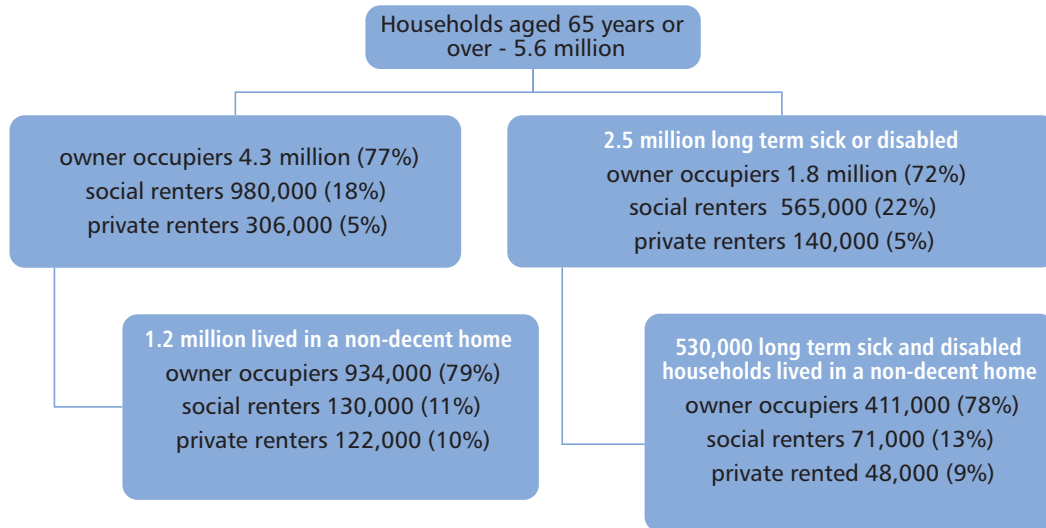 Households aged 65 years or
over - 5.6 million
owner occupiers 4.3 million (77%)
social renters 980,000 (18%)
private renters 306,000 (5%)
2.5 million long term sick or disabled
owner occupiers 1.8 million (72%)
social renters 565,000 (22%)
private renters 140,000 (5%)
1.2 million lived in a non-decent home
owner occupiers 934,000 (79%)
social renters 130,000 (11%)
private renters 122,000 (10%)
530,000 long term sick and disabled
households lived in a non-decent home
owner occupiers 411,000 (78%)
social renters 71,000 (13%)
private rented 48,000 (9%)